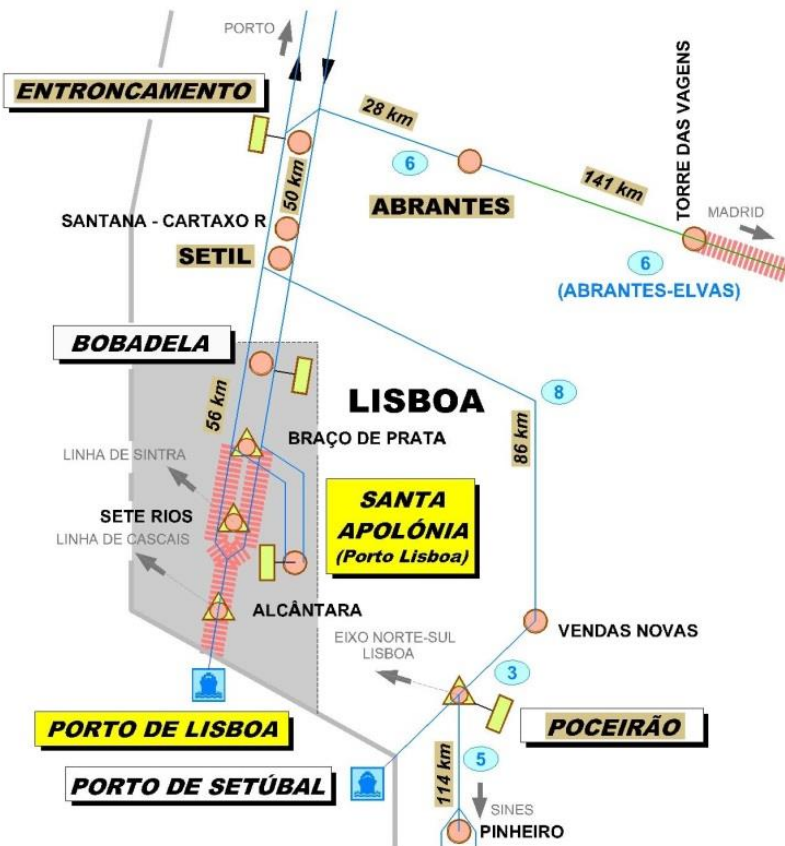 PORTO
ENTRONCAMENTO
28 km
6
ABRANTES
141 km
TORRE DAS VAGENS
MADRID
50 km
SANTANA - CARTAXO R
SETIL
6
(ABRANTES-ELVAS)
BOBADELA
56 km
LISBOA
8
86 km
BRAÇO DE PRATA
LINHA DE SINTRA
SETE RIOS
LINHA DE CASCAIS
SANTA
APOLÓNIA
(Porto Lisboa)
ALCÂNTARA
VENDAS NOVAS
EIXO NORTE-SUL
LISBOA
3
PORTO DE LISBOA
POCEIRÃO
PORTO DE SETÚBAL
5
114 km
SINES
PINHEIRO